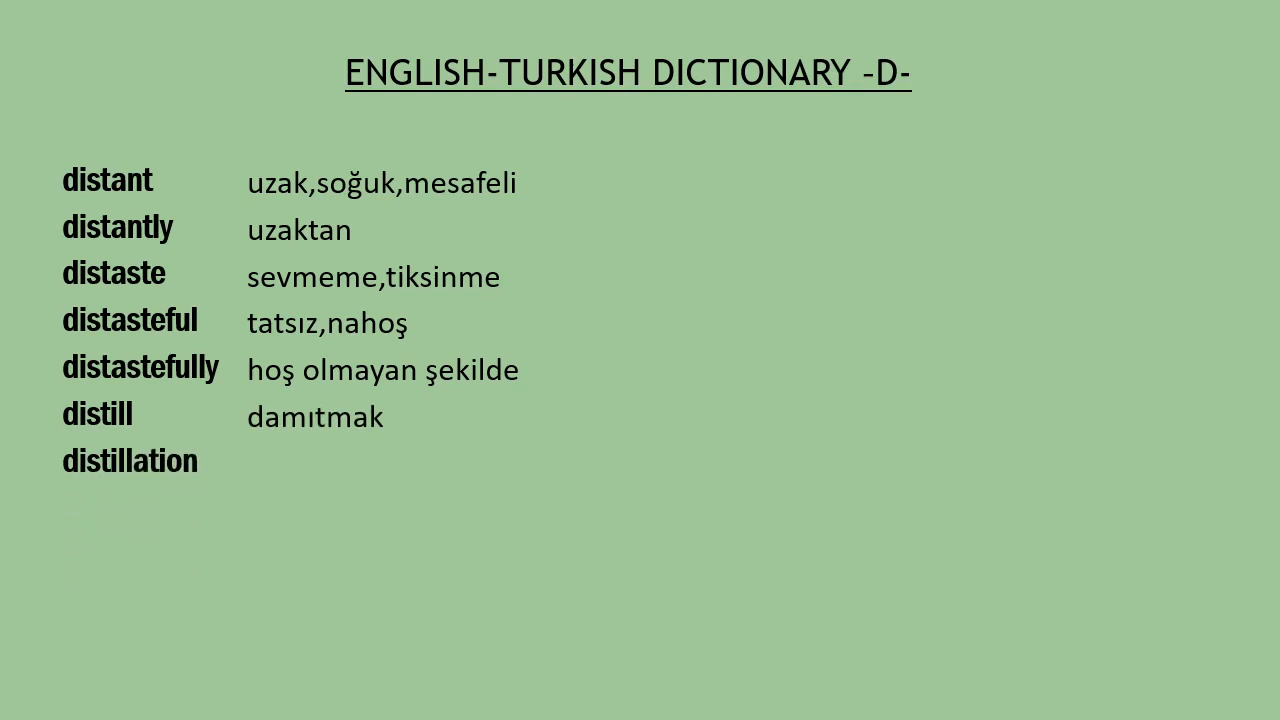 ENGLISH-TURKISH DICTIONARY –D-
distant uzak,soğuk,mesafeli
distantly uzaktan
distaste sevmeme,tiksinme
distasteful tatsız,nahoş
distastefully hoş olmayan şekilde
distill damıtmak
distillation